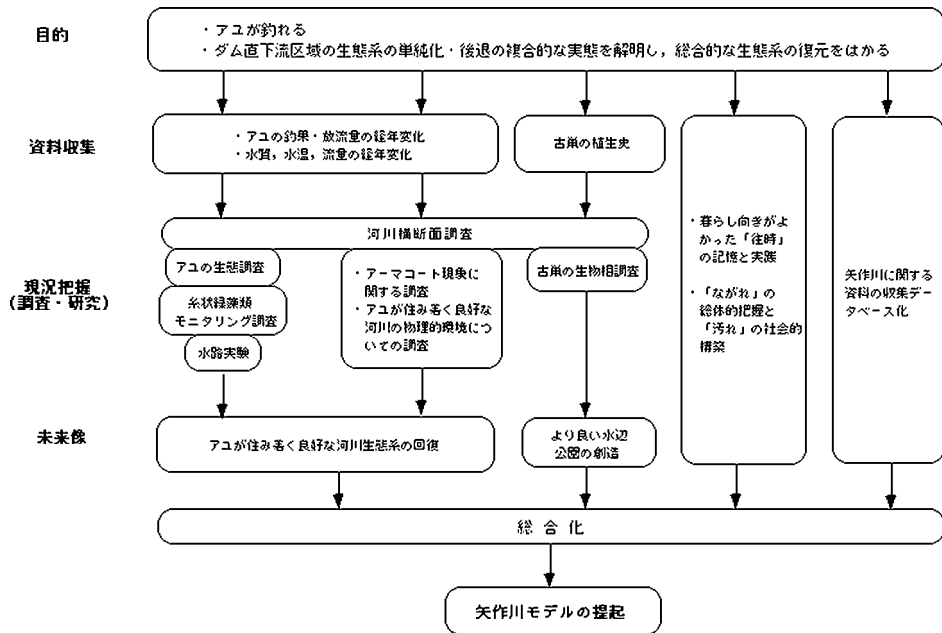 目的
・アユが釣れる
・ダム直下流区域の生態系の単純化・後退の複合的な実態を解明し，総合的な生態系の復元をはかる
資料収集
・アユの釣果・放流量の経年変化
・水質，水温，流量の経年変化
古巣の植生史
河川横断面調査
現況把握
(調査・研究)
アユの生態調査
糸状緑藻類
モニタリング調査
水路実験
・アーマコート現象に
関する調査
・アユが住み着く良好な
河川の物理的環境につ
いての調査
古巣の生物相調査
・暮らし向きがよ
かった「往時」
の記憶と実践
・「ながれ」の
総体的把握と
「汚れ」の社会的
構築
矢作川に関する
資料の収集データ
ベース化
未来像
アユが住み着く良好な河川生態系の回復
より良い水辺
公園の創造
総合化
矢作川モデルの提起